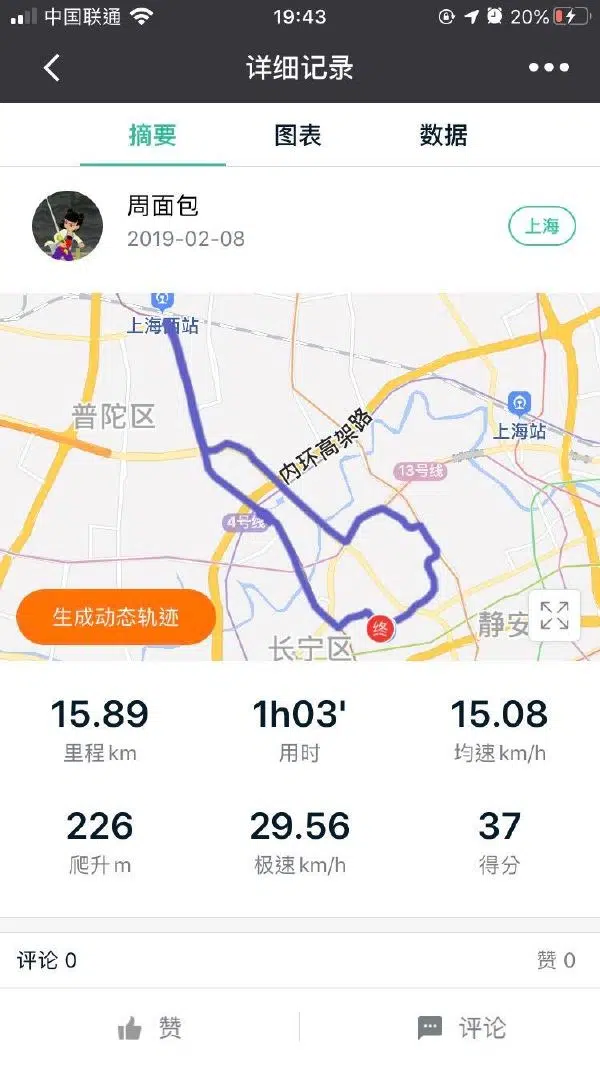 中国联通 19:43 20%
详细记录
摘要 图表 数据
周面包
2019-02-08
上海
上海西站
普陀区
内环高架路
上海站
13号线
4号线
生成动态轨迹
终
静安
长宁区
15.89 1h03' 15.08
里程km 用时 均速km/h
226 29.56 37
爬升m 极速km/h 得分
评论 0 赞 0
赞 评论